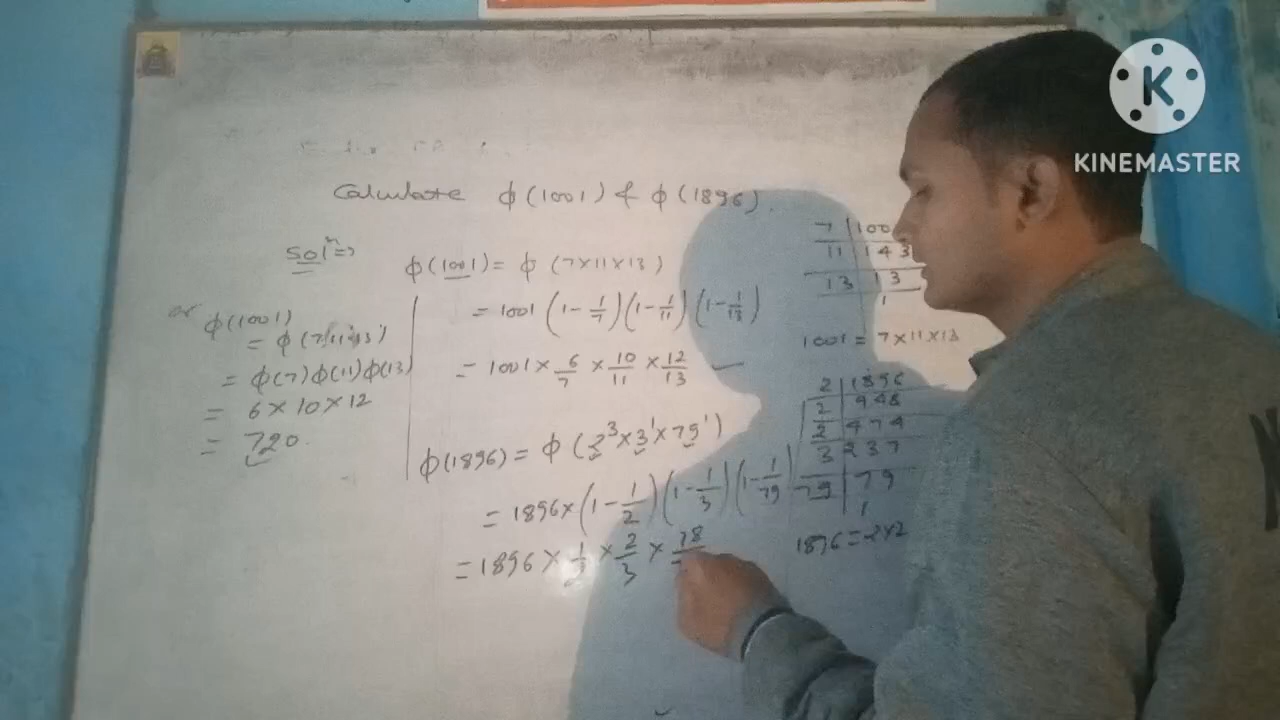 Calculate ϕ(1001) & ϕ(1896).
Solⁿ=>
ϕ(1001) = ϕ (7×11×13)
= 1001 (1-1/7)(1-1/11)(1-1/13)
= 1001 × 6/7 × 10/11 × 12/13
or ϕ(1001)
= ϕ(7¹11¹13¹)
= ϕ(7)ϕ(11)ϕ(13)
= 6×10×12
= 720.
ϕ(1896) = ϕ (2³×3¹×79¹)
= 1896×(1-1/2)(1-1/3)(1-1/79)
= 1896 × 1/2 × 2/3 × 78
7 | 100
11 | 143
13 | 13
1
1001 = 7×11×13
2 | 1896
2 | 948
2 | 474
3 | 237
79 | 79
1
1896 = 2×2
KINEMASTER